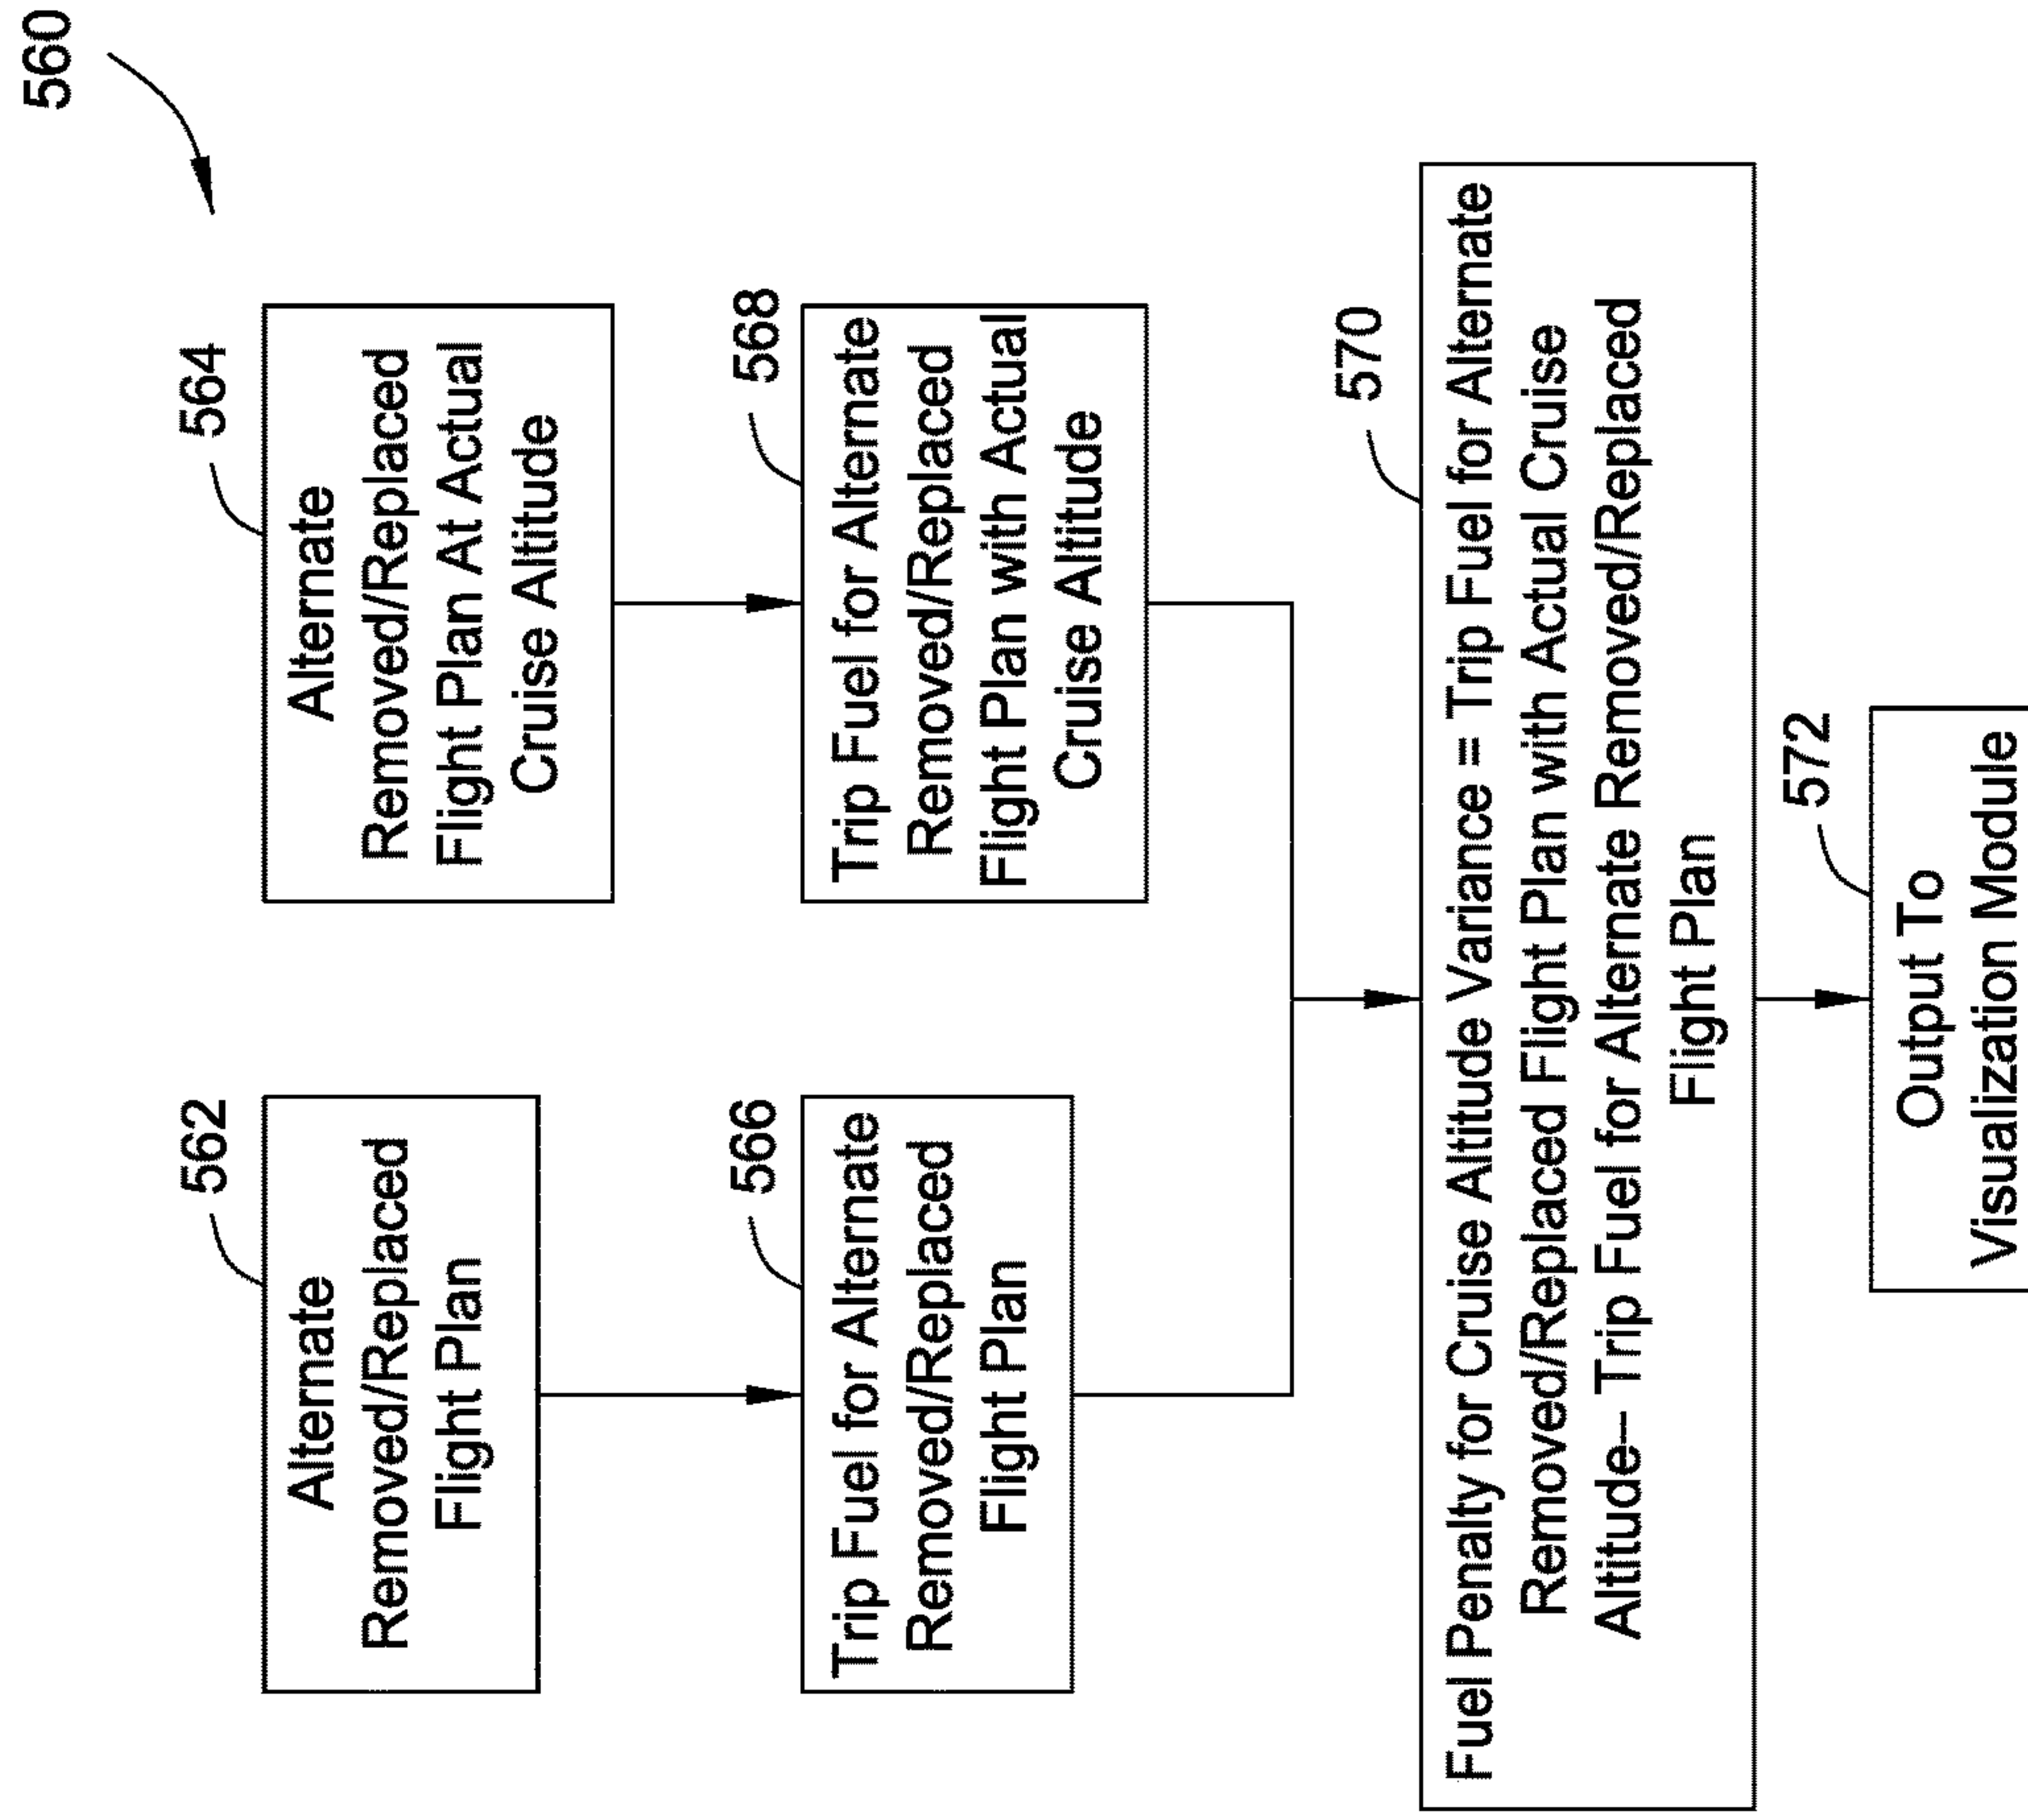 560
562
Alternate
Removed/Replaced
Flight Plan
564
Alternate
Removed/Replaced
Flight Plan At Actual
Cruise Altitude
566
Trip Fuel for Alternate
Removed/Replaced
Flight Plan
568
Trip Fuel for Alternate
Removed/Replaced
Flight Plan with Actual
Cruise Altitude
570
Fuel Penalty for Cruise Altitude Variance = Trip Fuel for Alternate
Removed/Replaced Flight Plan with Actual Cruise
Altitude– Trip Fuel for Alternate Removed/Replaced
Flight Plan
572
Output To
Visualization Module